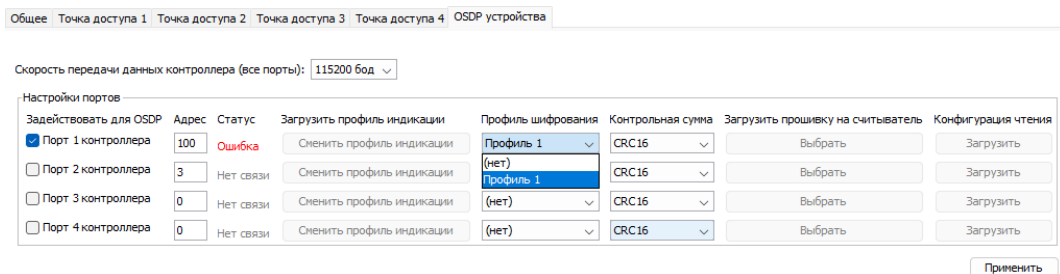 Общее Точка доступа 1 Точка доступа 2 Точка доступа 3 Точка доступа 4 OSDP устройства
Скорость передачи данных контроллера (все порты): 115200 бод
Настройки портов
Задействовать для OSDP Адрес Статус Загрузить профиль индикации Профиль шифрования Контрольная сумма Загрузить прошивку на считыватель Конфигурация чтения
Порт 1 контроллера 100 Ошибка Сменить профиль индикации Профиль 1 CRC16 Выбрать Загрузить
(нет)
Порт 2 контроллера 3 Нет связи Сменить профиль индикации Профиль 1 CRC16 Выбрать Загрузить
Порт 3 контроллера 0 Нет связи Сменить профиль индикации (нет) CRC16 Выбрать Загрузить
Порт 4 контроллера 0 Нет связи Сменить профиль индикации (нет) CRC16 Выбрать Загрузить
Применить